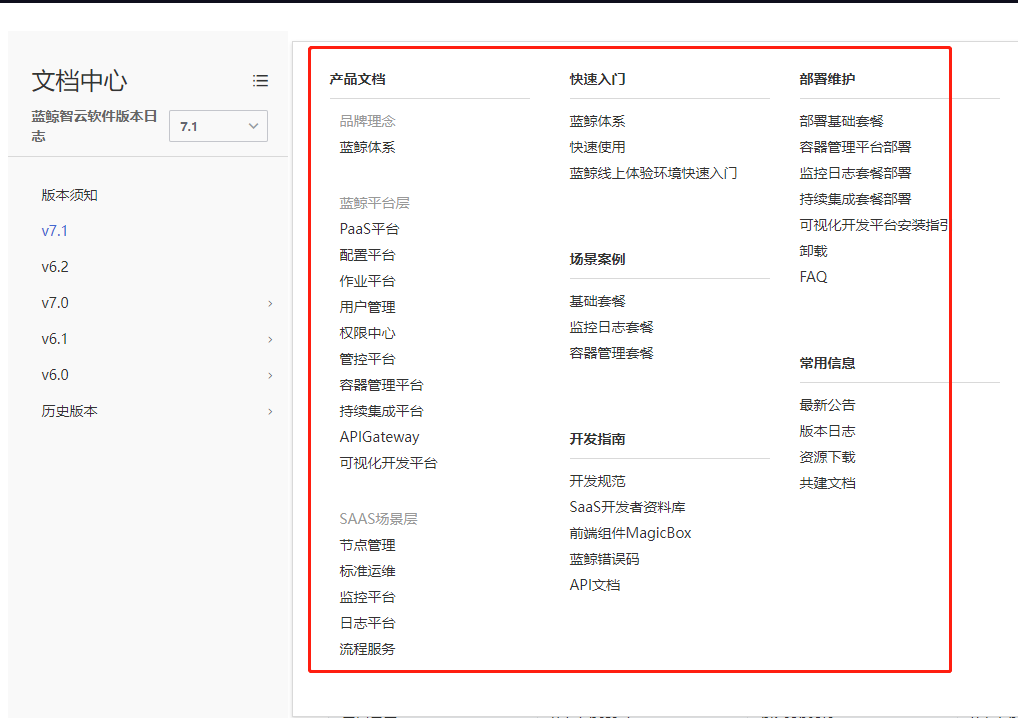 文档中心
蓝鲸智云软件版本日志
7.1
版本须知
v7.1
v6.2
v7.0
v6.1
v6.0
历史版本
产品文档
品牌理念
蓝鲸体系
蓝鲸平台层
PaaS平台
配置平台
作业平台
用户管理
权限中心
管控平台
容器管理平台
持续集成平台
APIGateway
可视化开发平台
SAAS场景层
节点管理
标准运维
监控平台
日志平台
流程服务
快速入门
蓝鲸体系
快速使用
蓝鲸线上体验环境快速入门
场景案例
基础套餐
监控日志套餐
容器管理套餐
开发指南
开发规范
SaaS开发者资料库
前端组件MagicBox
蓝鲸错误码
API文档
部署维护
部署基础套餐
容器管理平台部署
监控日志套餐部署
持续集成套餐部署
可视化开发平台安装指引
卸载
FAQ
常用信息
最新公告
版本日志
资源下载
共建文档